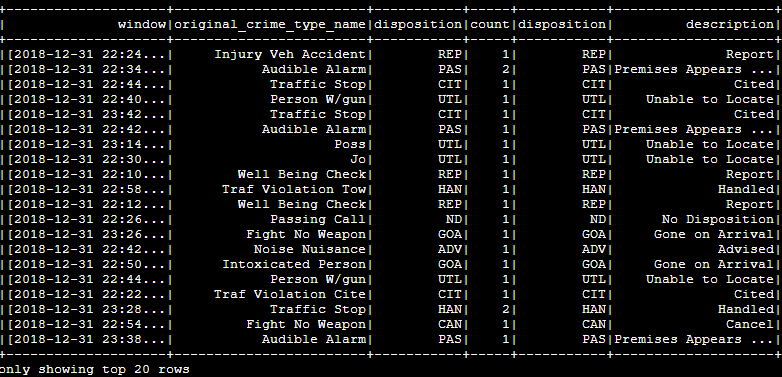 +--------------------+------------------------+-----------+-----+-----------+--------------------+
|              window|original_crime_type_name|disposition|count|disposition|         description|
+--------------------+------------------------+-----------+-----+-----------+--------------------+
|[2018-12-31 22:24...|     Injury Veh Accident|        REP|    1|        REP|              Report|
|[2018-12-31 22:34...|           Audible Alarm|        PAS|    2|        PAS|Premises Appears ...|
|[2018-12-31 22:44...|            Traffic Stop|        CIT|    1|        CIT|               Cited|
|[2018-12-31 22:40...|            Person W/gun|        UTL|    1|        UTL|    Unable to Locate|
|[2018-12-31 23:42...|            Traffic Stop|        CIT|    1|        CIT|               Cited|
|[2018-12-31 22:42...|           Audible Alarm|        PAS|    1|        PAS|Premises Appears ...|
|[2018-12-31 23:14...|                    Poss|        UTL|    1|        UTL|    Unable to Locate|
|[2018-12-31 22:30...|                      Jo|        UTL|    1|        UTL|    Unable to Locate|
|[2018-12-31 22:10...|        Well Being Check|        REP|    1|        REP|              Report|
|[2018-12-31 22:58...|      Traf Violation Tow|        HAN|    1|        HAN|             Handled|
|[2018-12-31 22:12...|        Well Being Check|        REP|    1|        REP|              Report|
|[2018-12-31 22:26...|            Passing Call|         ND|    1|         ND|      No Disposition|
|[2018-12-31 23:26...|         Fight No Weapon|        GOA|    1|        GOA|     Gone on Arrival|
|[2018-12-31 22:42...|          Noise Nuisance|        ADV|    1|        ADV|             Advised|
|[2018-12-31 22:50...|      Intoxicated Person|        GOA|    1|        GOA|     Gone on Arrival|
|[2018-12-31 22:44...|            Person W/gun|        UTL|    1|        UTL|    Unable to Locate|
|[2018-12-31 22:22...|     Traf Violation Cite|        CIT|    1|        CIT|               Cited|
|[2018-12-31 23:28...|            Traffic Stop|        HAN|    2|        HAN|             Handled|
|[2018-12-31 22:54...|         Fight No Weapon|        CAN|    1|        CAN|              Cancel|
|[2018-12-31 23:38...|           Audible Alarm|        PAS|    1|        PAS|Premises Appears ...|
+--------------------+------------------------+-----------+-----+-----------+--------------------+
only showing top 20 rows